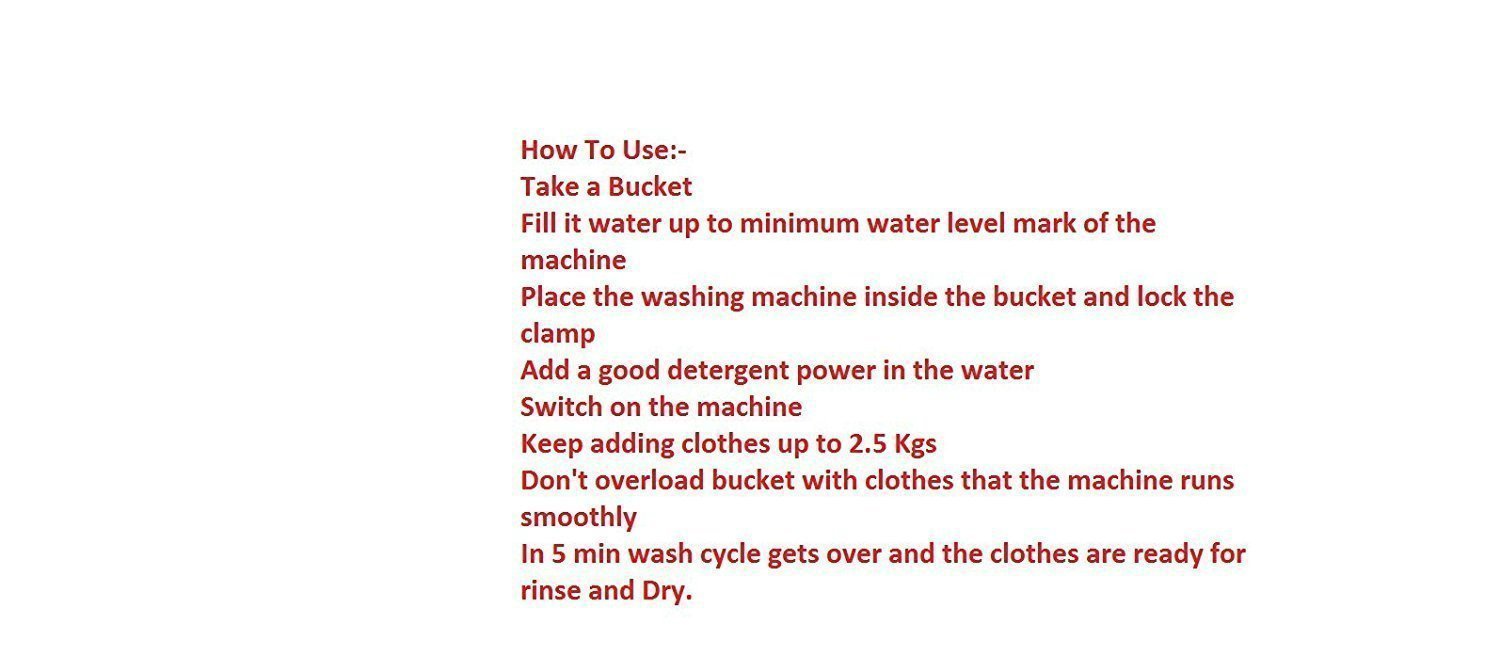 How To Use:-
Take a Bucket
Fill it water up to minimum water level mark of the
machine
Place the washing machine inside the bucket and lock the
clamp
Add a good detergent power in the water
Switch on the machine
Keep adding clothes up to 2.5 Kgs
Don't overload bucket with clothes that the machine runs
smoothly
In 5 min wash cycle gets over and the clothes are ready for
rinse and Dry.